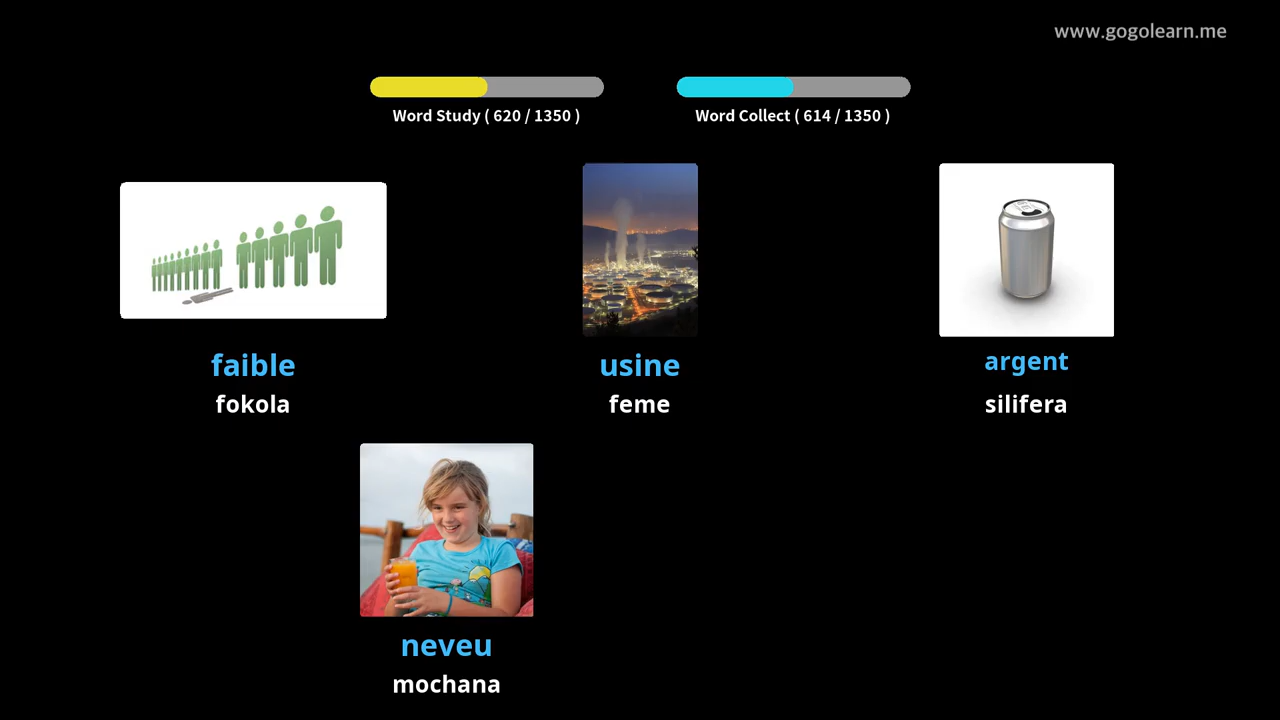 www.gogolearn.me
Word Study ( 620 / 1350 )
Word Collect ( 614 / 1350 )
faible
fokola
usine
feme
argent
silifera
neveu
mochana